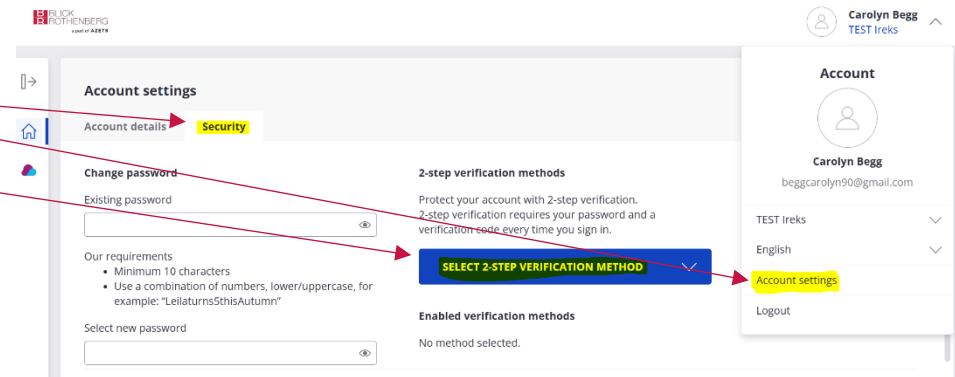 BLICK
ROTHENBERG
a part of AZETS
Carolyn Begg
TEST Ireks
Account settings
Account details
Security
Change password
Existing password
Our requirements
• Minimum 10 characters
• Use a combination of numbers, lower/uppercase, for
example: “Leilaturns5thisAutumn”
Select new password
2-step verification methods
Protect your account with 2-step verification.
2-step verification requires your password and a
verification code every time you sign in.
SELECT 2-STEP VERIFICATION METHOD
Enabled verification methods
No method selected.
Account
Carolyn Begg
beggcarolyn90@gmail.com
TEST Ireks
English
Account settings
Logout